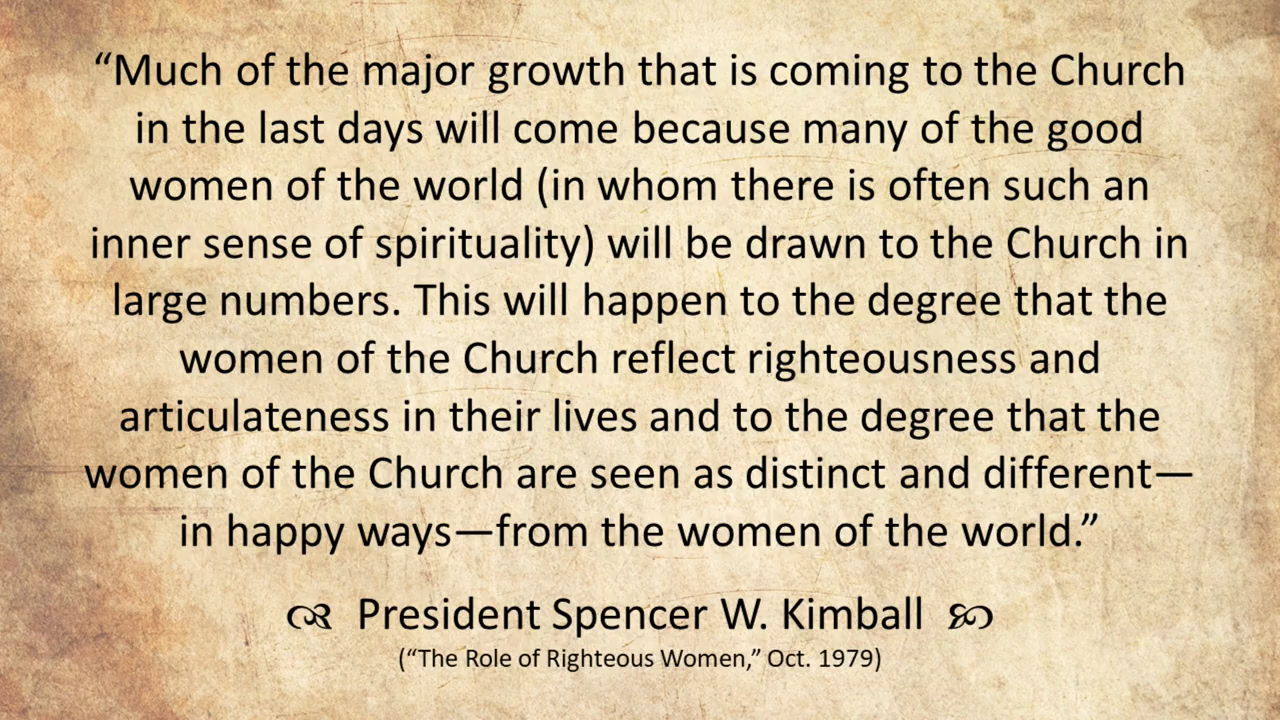 “Much of the major growth that is coming to the Church
in the last days will come because many of the good
women of the world (in whom there is often such an
inner sense of spirituality) will be drawn to the Church in
large numbers. This will happen to the degree that the
women of the Church reflect righteousness and
articulateness in their lives and to the degree that the
women of the Church are seen as distinct and different—
in happy ways—from the women of the world.”
President Spencer W. Kimball
(“The Role of Righteous Women,” Oct. 1979)